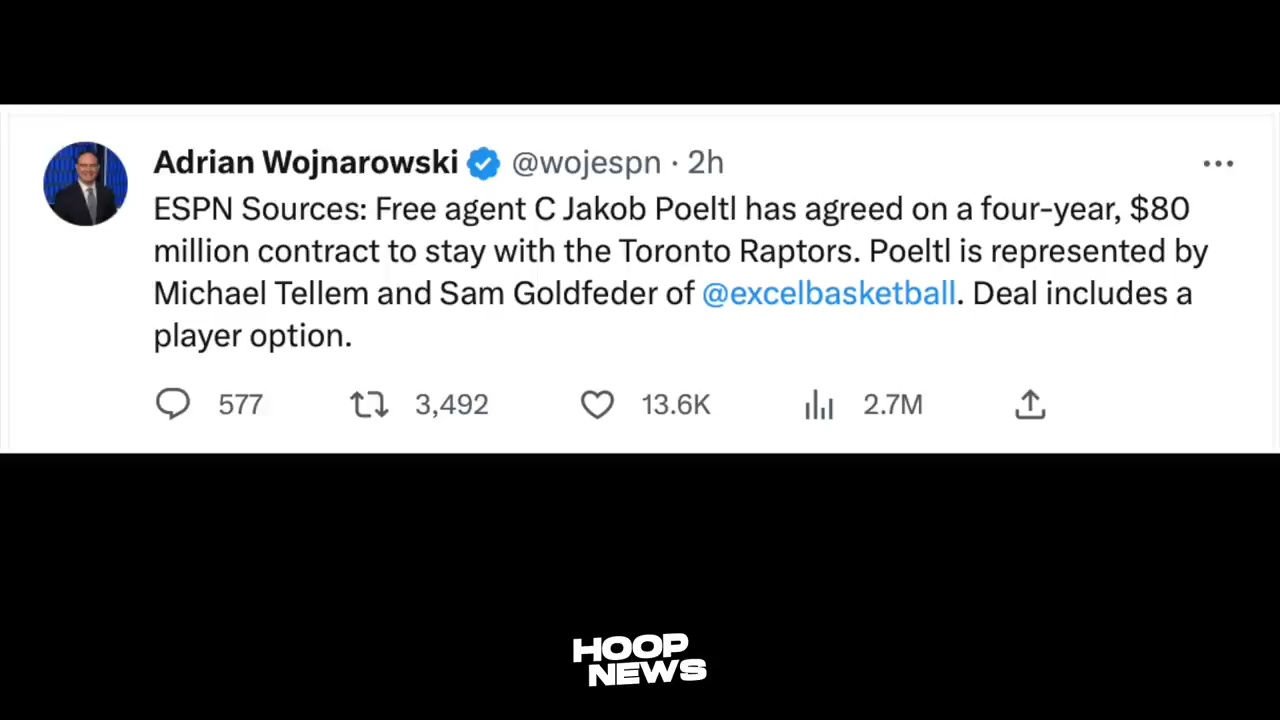 Adrian Wojnarowski @wojespn · 2h
ESPN Sources: Free agent C Jakob Poeltl has agreed on a four-year, $80
million contract to stay with the Toronto Raptors. Poeltl is represented by
Michael Tellem and Sam Goldfeder of @excelbasketball. Deal includes a
player option.
577 3,492 13.6K 2.7M
HOOP
NEWS